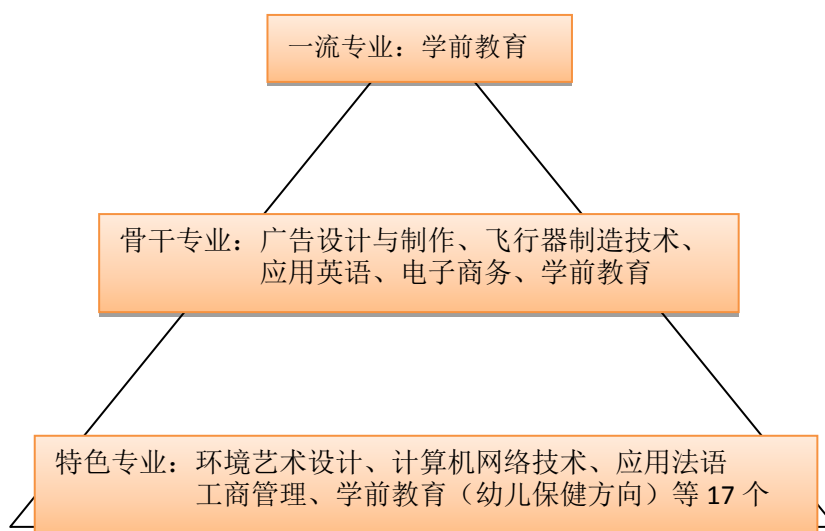 一流专业：学前教育
骨干专业：广告设计与制作、飞行器制造技术、
应用英语、电子商务、学前教育
特色专业：环境艺术设计、计算机网络技术、应用法语
工商管理、学前教育（幼儿保健方向）等 17 个